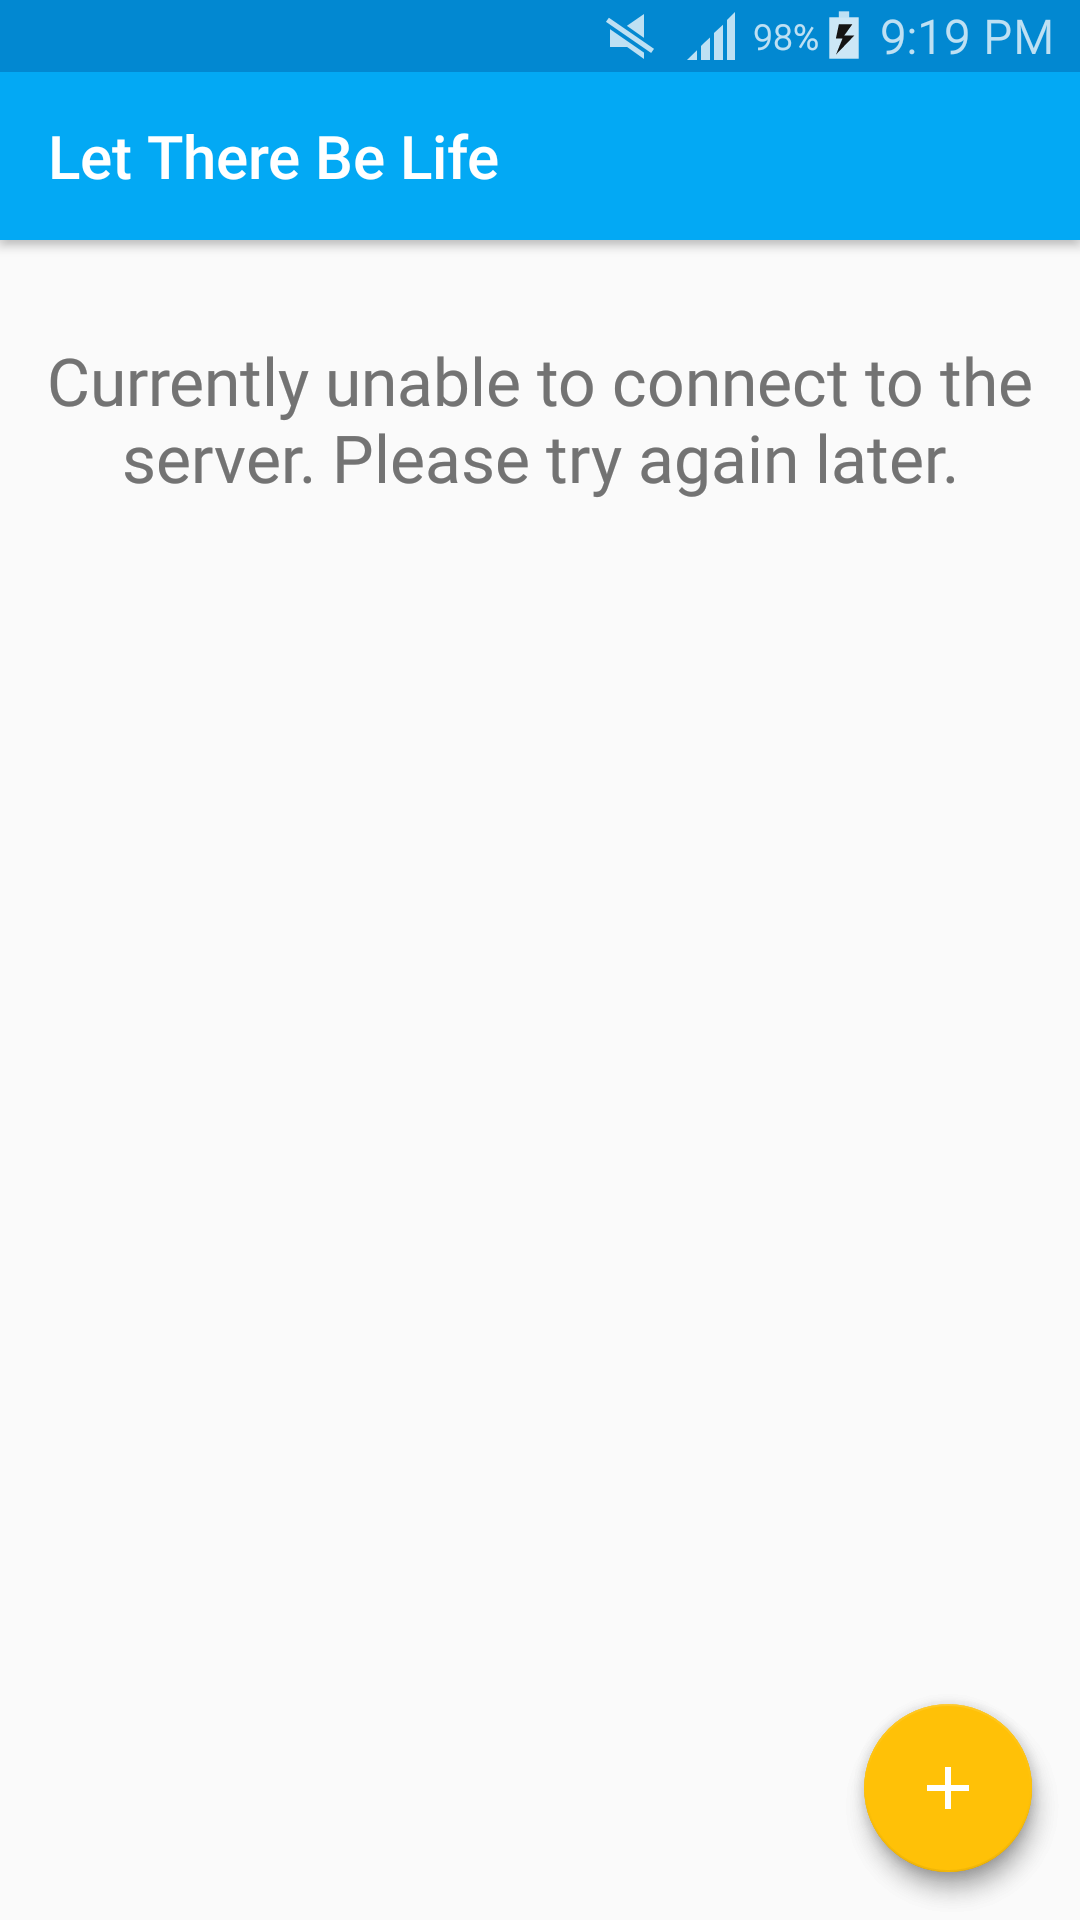 98% 9:19 PM
Let There Be Life
Currently unable to connect to the
server. Please try again later.